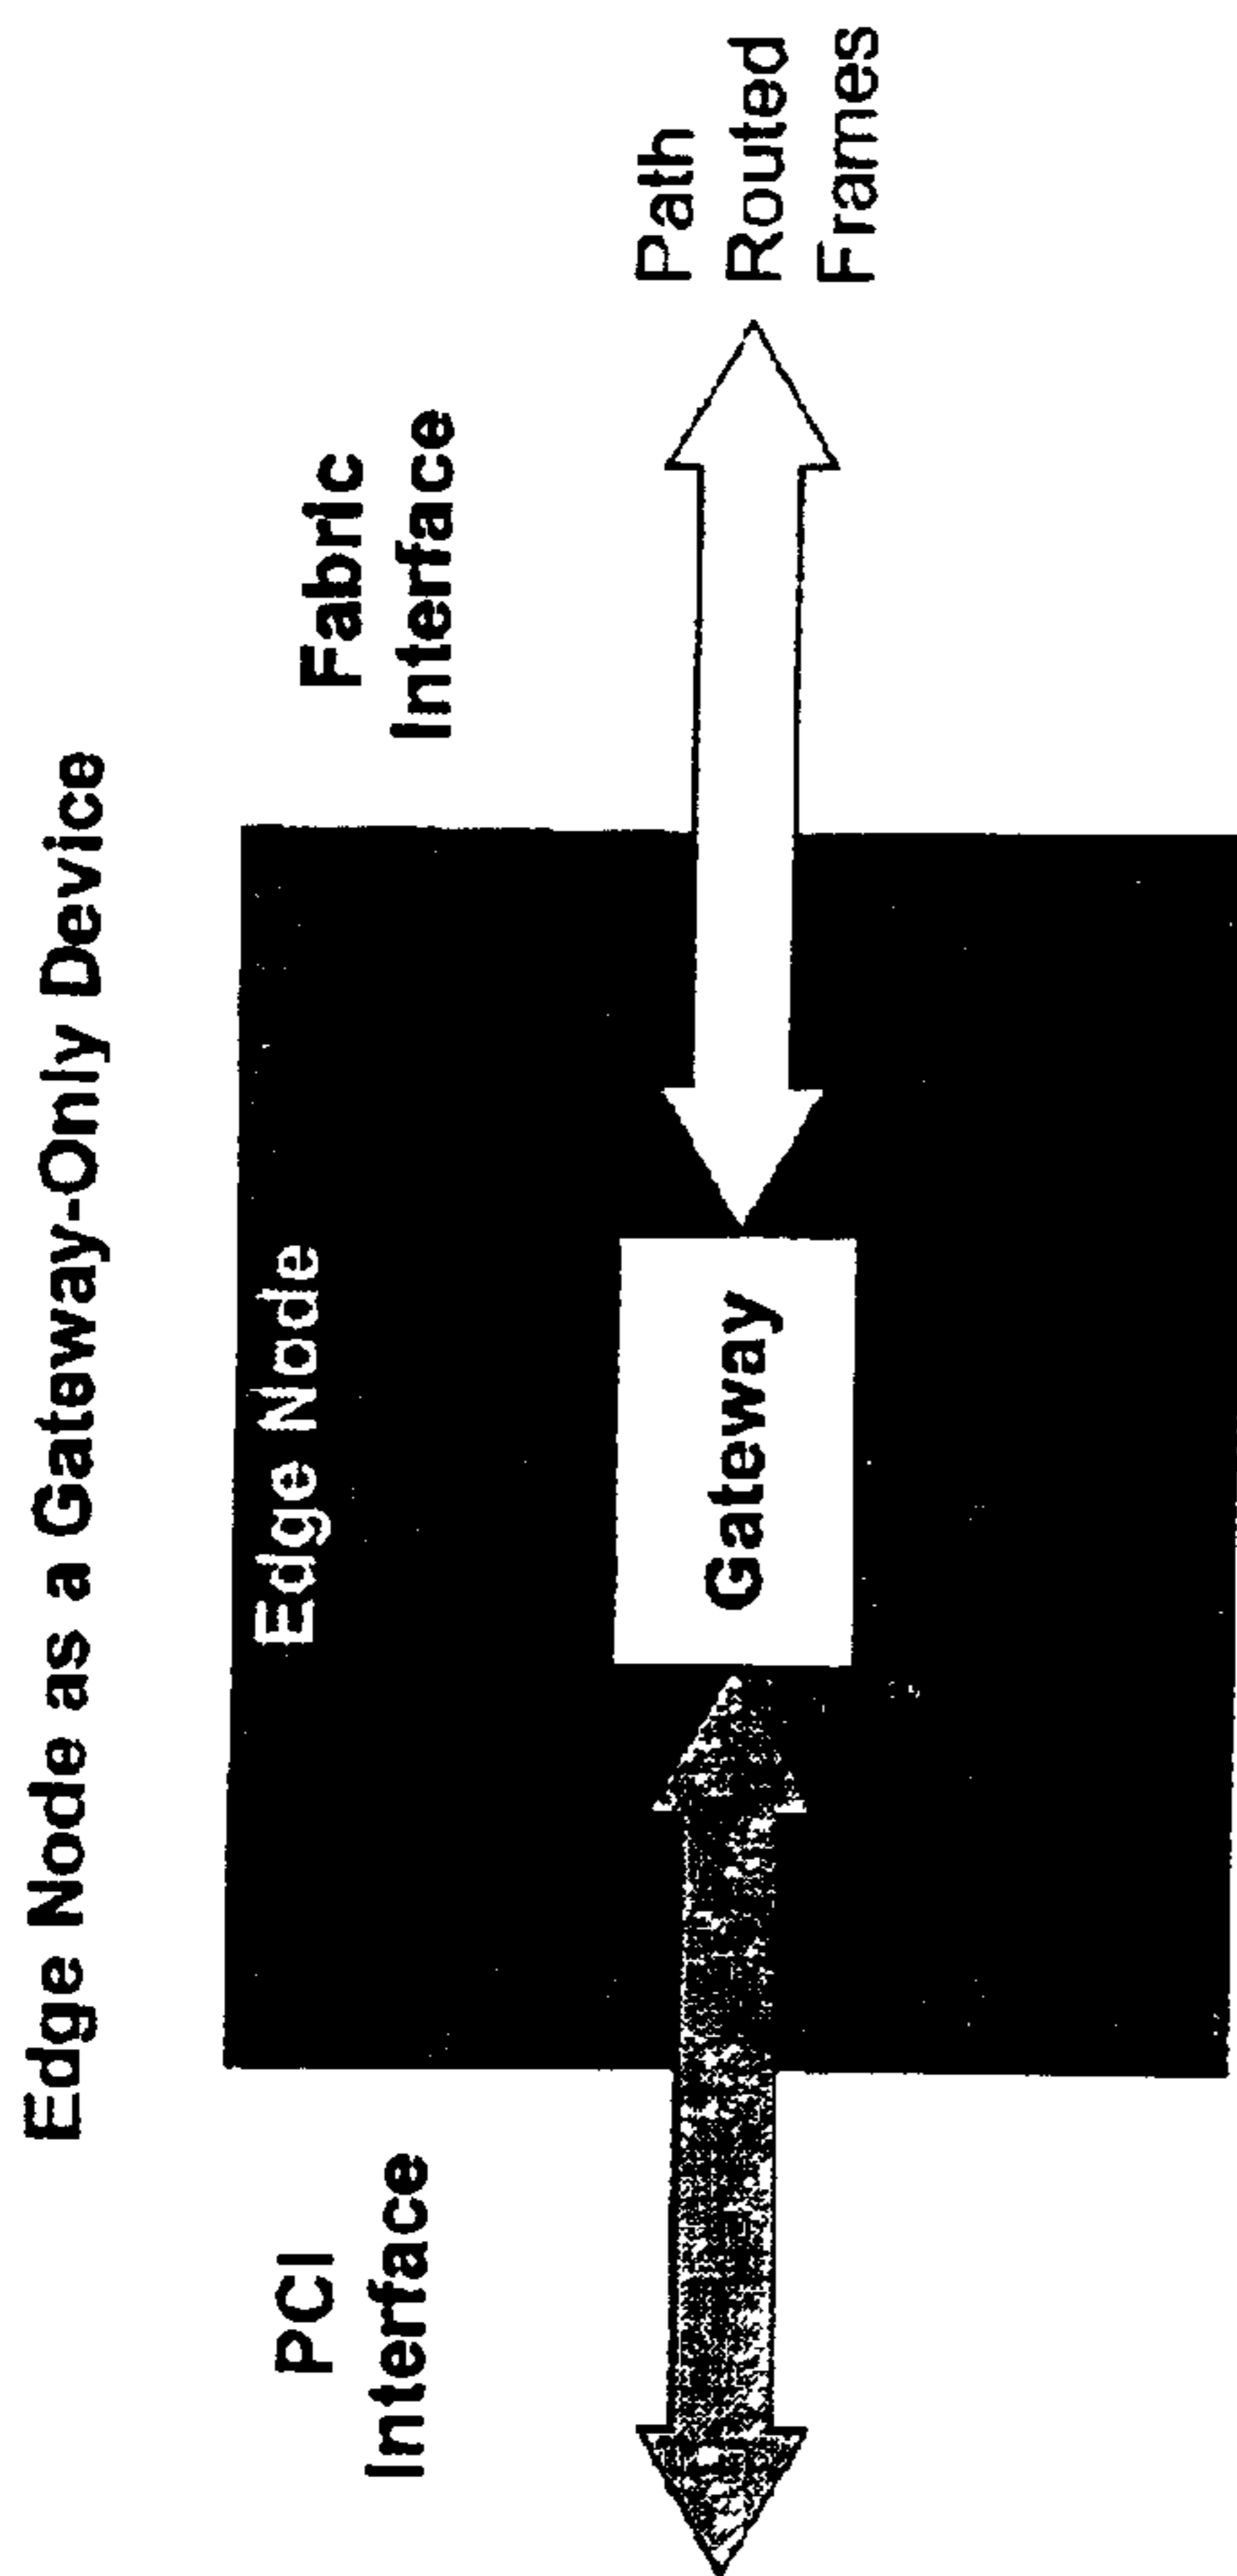 Edge Node as a Gateway-Only Device
PCI
Interface
Edge Node
Gateway
Fabric
Interface
Path
Routed
Frames